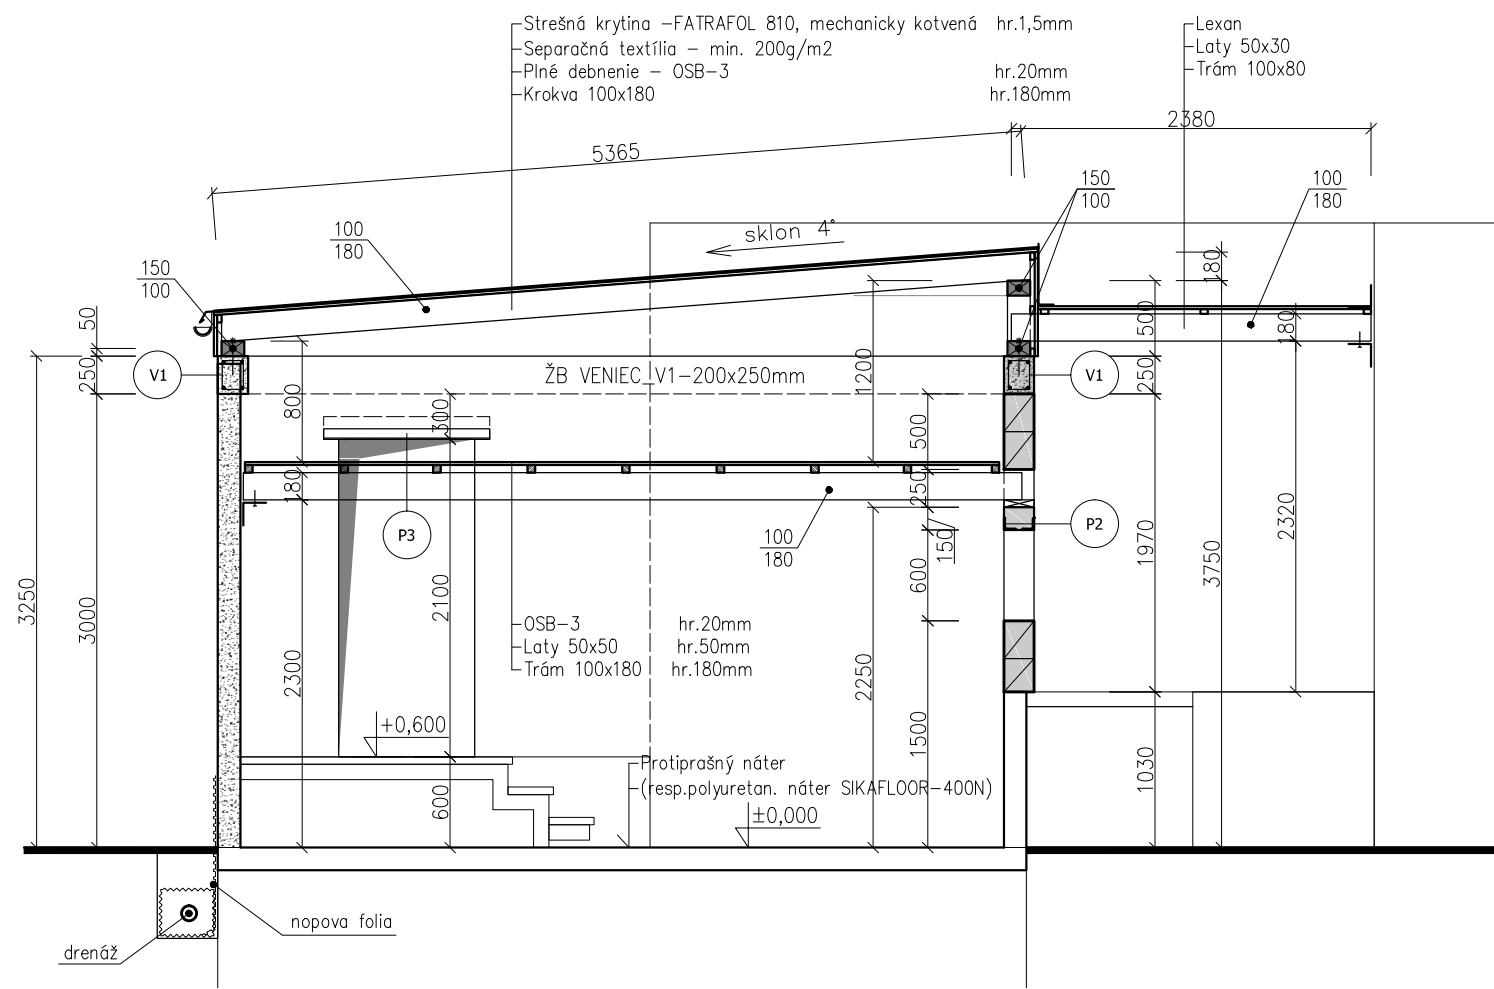 Strešná krytina –FATRAFOL 810, mechanicky kotvená hr.1,5mm
Separačná textília – min. 200g/m2
Plné debnenie – OSB–3 hr.20mm
Krokva 100x180 hr.180mm
Lexan
Laty 50x30
Trám 100x80
2380
5365
150
100
100
180
sklon 4°
100
180
150
100
180
50
500
180
250
V1
ŽB VENIEC V1–200x250mm
1200
V1
250
800
300
500
180
250
P3
100
180
150
P2
3250
3000
2100
600
1970
3750
2320
OSB–3 hr.20mm
Laty 50x50 hr.50mm
Trám 100x180 hr.180mm
2300
2250
+0,600
1500
1030
Protiprašný náter
(resp.polyuretan. náter SIKAFLOOR–400N)
600
±0,000
nopova folia
drenáž